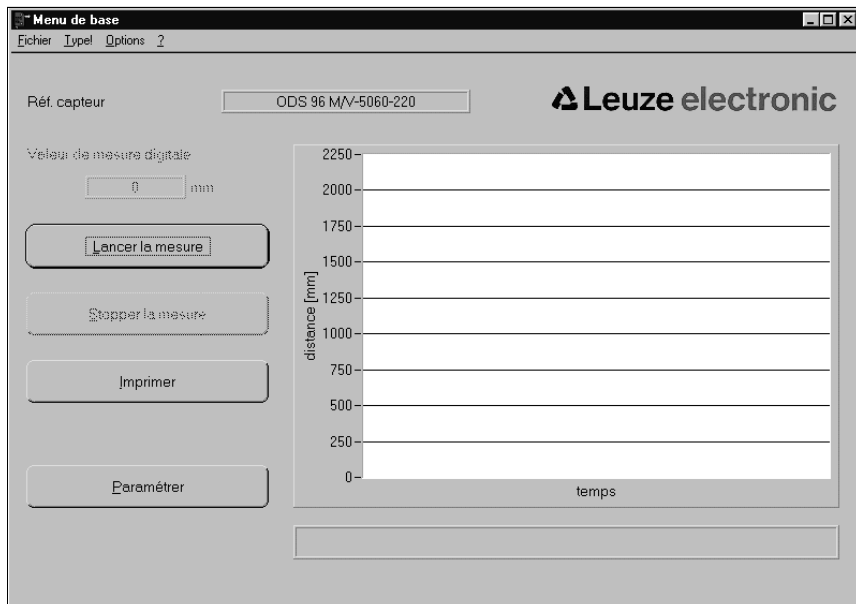 Menu de base
Fichier Type! Options ?
Réf. capteur
ODS 96 M/V-5060-220
Leuze electronic
Valeur de mesure digitale
0 mm
Lancer la mesure
Stopper la mesure
Imprimer
Paramétrer
2250
2000
1750
1500
1250
1000
750
500
250
0
distance [mm]
temps